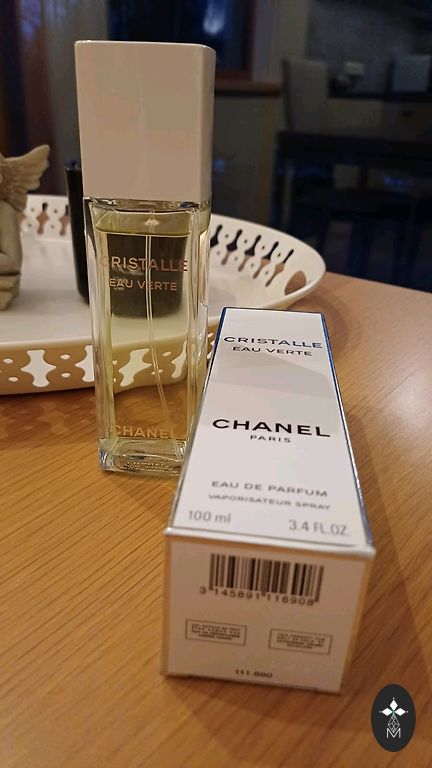 CRISTALLE
EAU VERTE
CHANEL
CRISTALLE
EAU VERTE
CHANEL
PARIS
EAU DE PARFUM
VAPORISATEUR SPRAY
100 ml 3.4 FL.OZ.
3 145891 116908
111.690
M